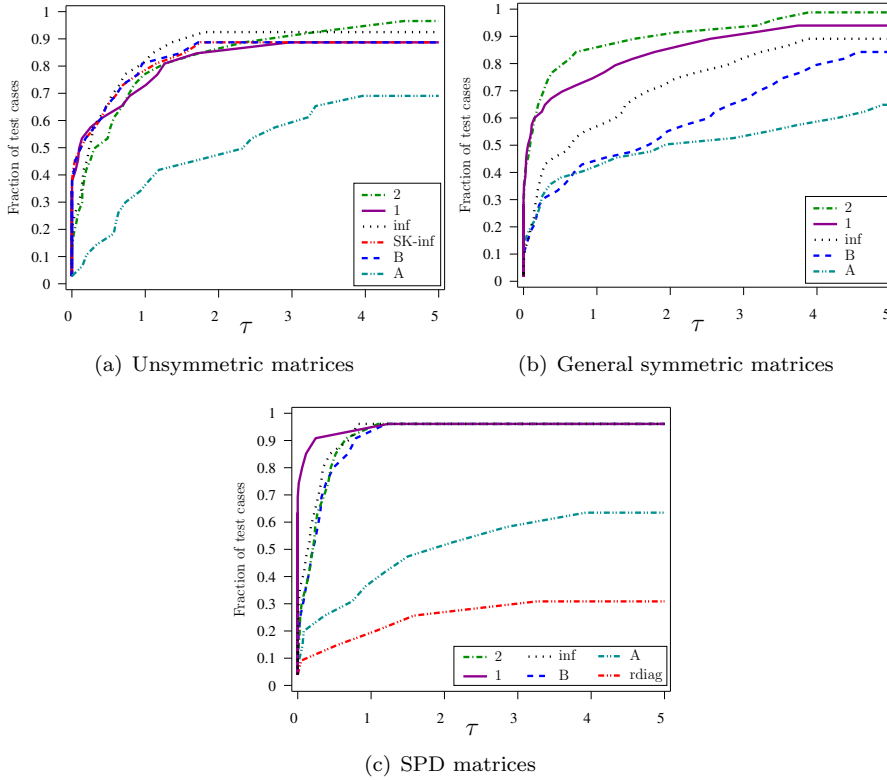 1
0.9
0.8
0.7
0.6
0.5
0.4
0.3
0.2
0.1
0
Fraction of test cases
2
1
inf
SK-inf
B
A
0 1 2 3 4 5
τ
(a) Unsymmetric matrices
1
0.9
0.8
0.7
0.6
0.5
0.4
0.3
0.2
0.1
0
Fraction of test cases
2
1
inf
B
A
0 1 2 3 4 5
τ
(b) General symmetric matrices
1
0.9
0.8
0.7
0.6
0.5
0.4
0.3
0.2
0.1
0
Fraction of test cases
2 inf A
1 B rdiag
0 1 2 3 4 5
τ
(c) SPD matrices